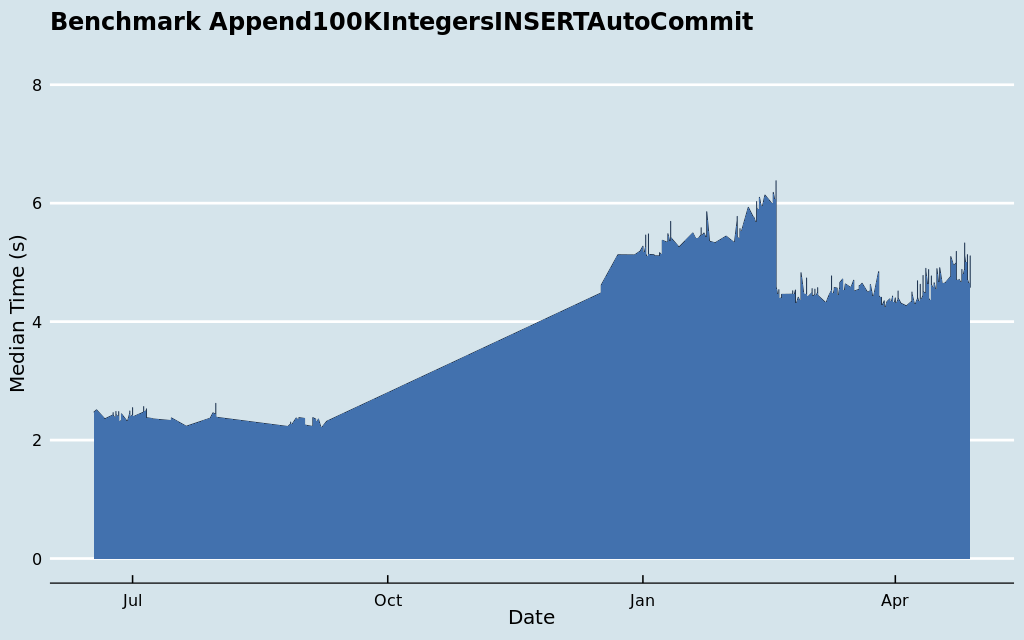 Benchmark Append100KIntegersINSERTAutoCommit
Median Time (s)
8
6
4
2
0
Jul
Oct
Jan
Apr
Date